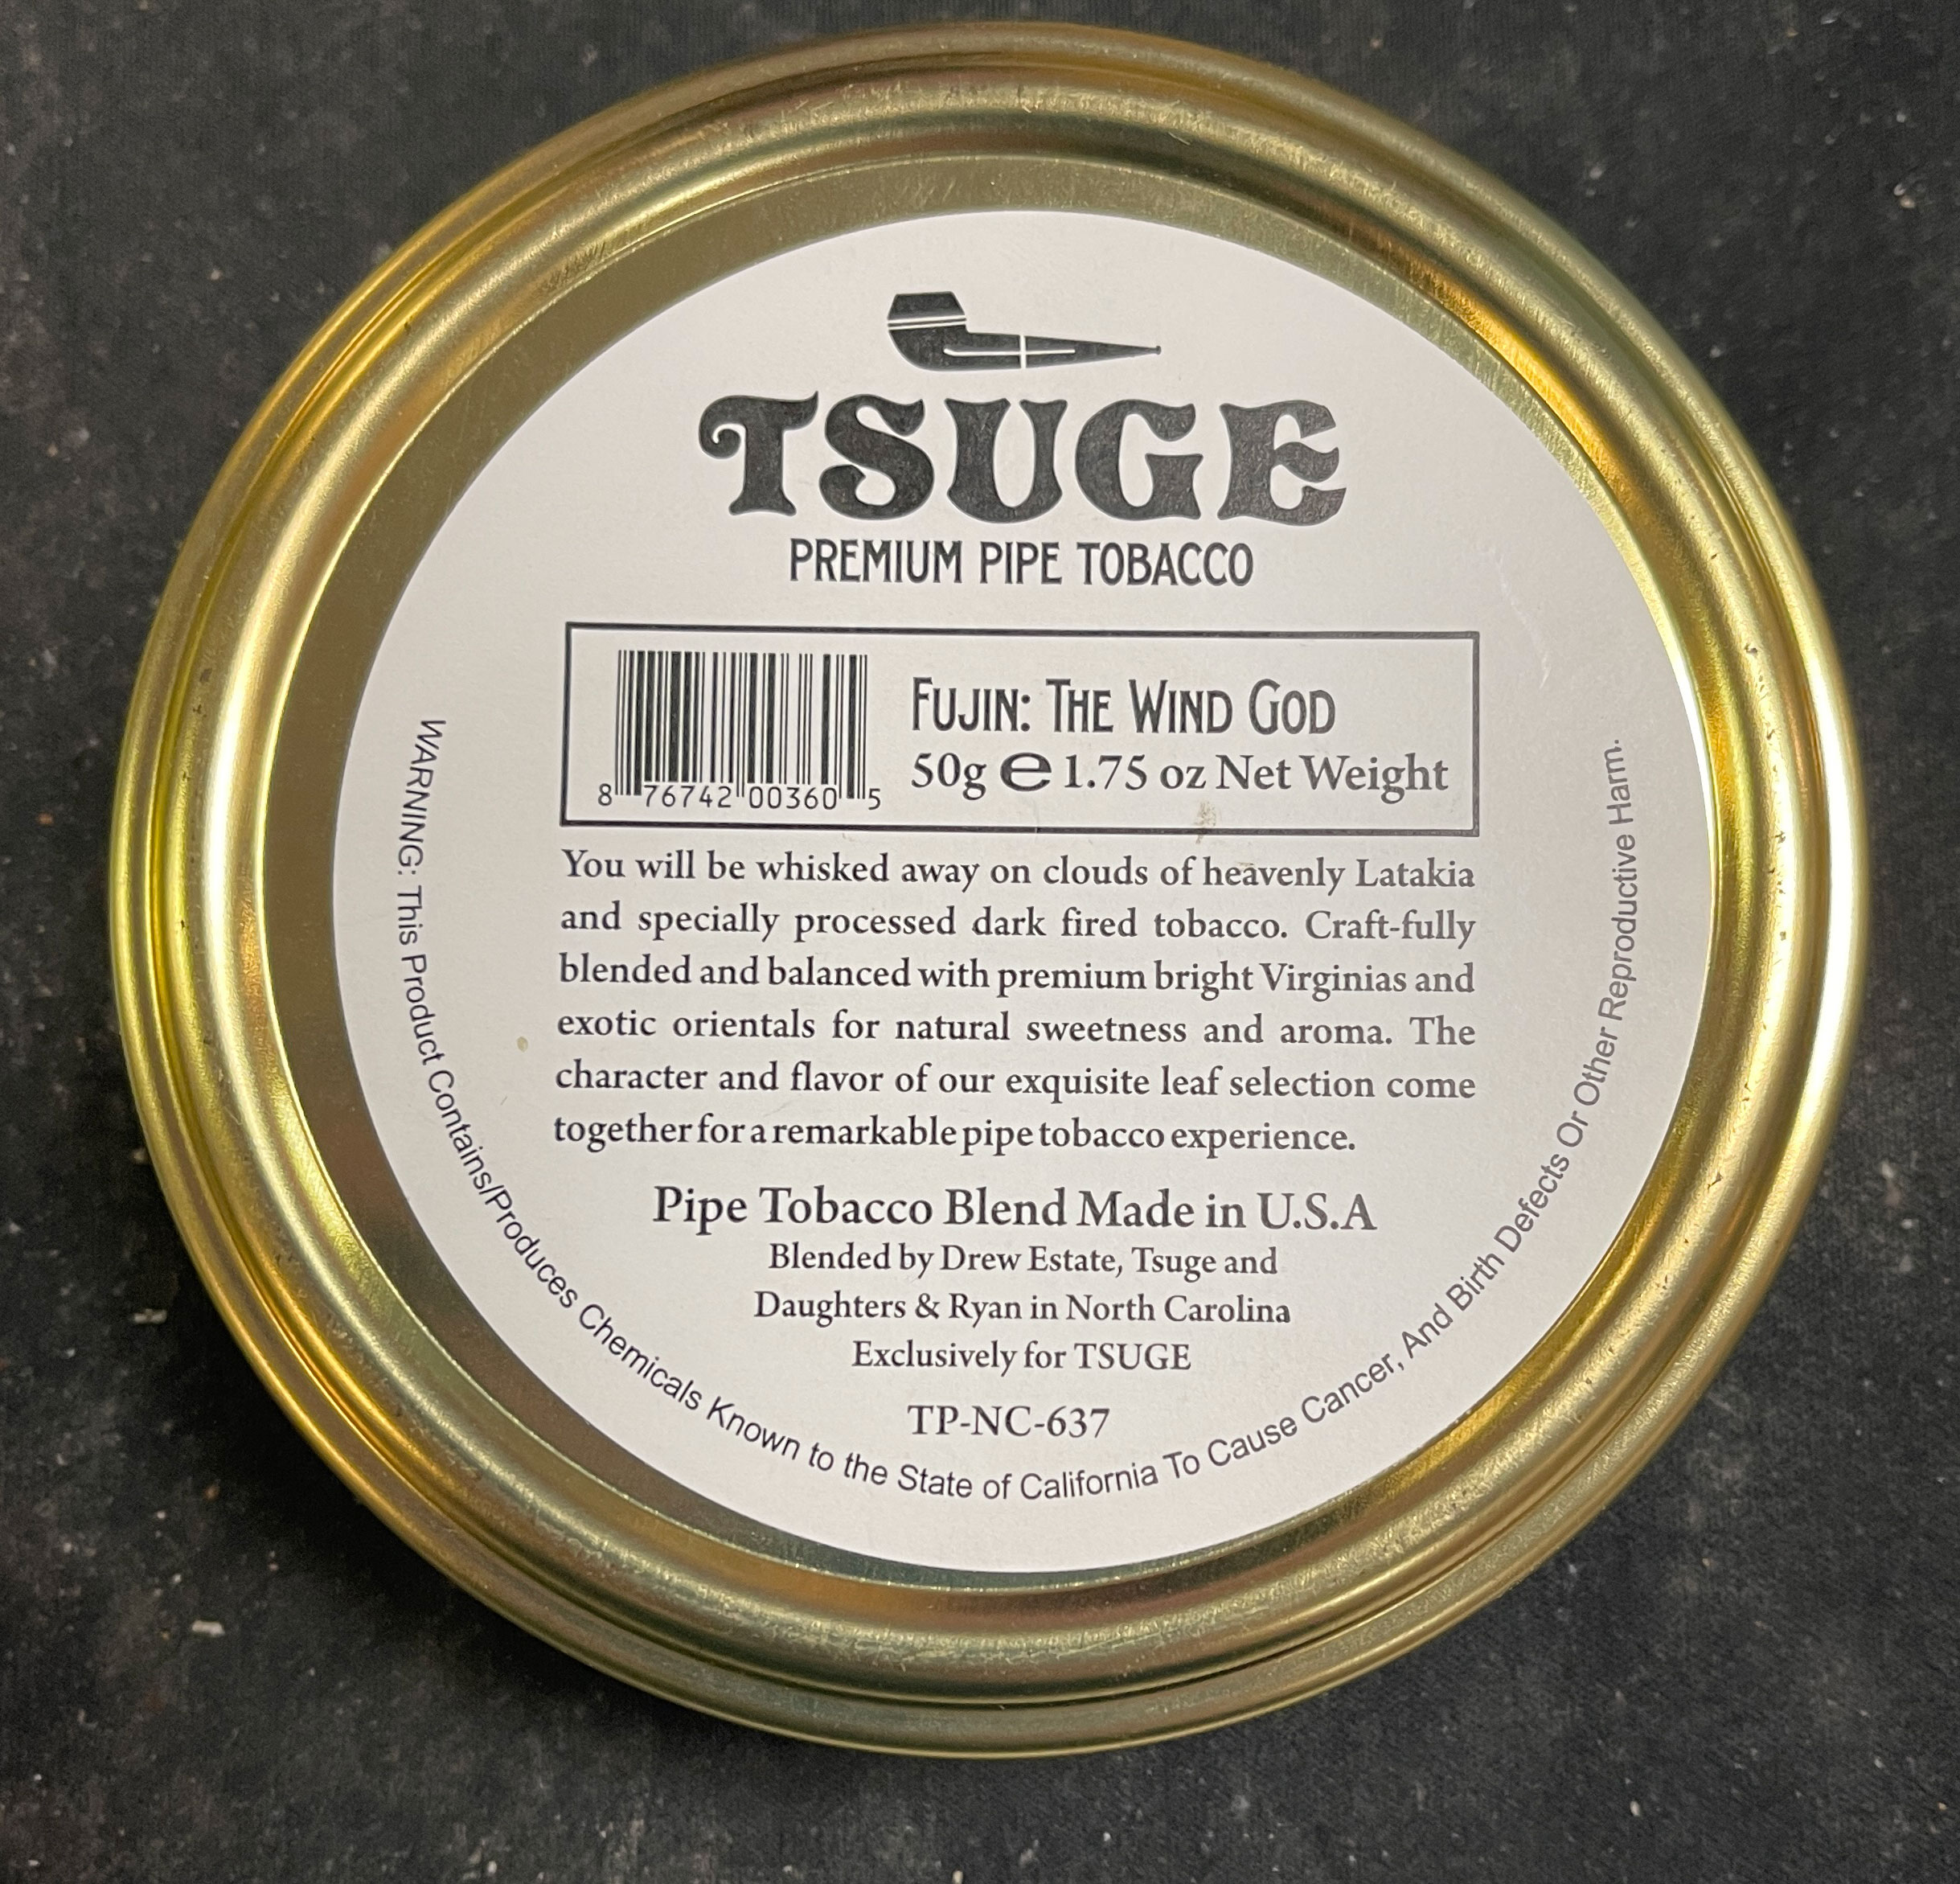 TSUGE
PREMIUM PIPE TOBACCO
FUJIN: THE WIND GOD
50g e 1.75 oz Net Weight
8 76742 00360 5
You will be whisked away on clouds of heavenly Latakia
and specially processed dark fired tobacco. Craft-fully
blended and balanced with premium bright Virginias and
exotic orientals for natural sweetness and aroma. The
character and flavor of our exquisite leaf selection come
together for a remarkable pipe tobacco experience.
Pipe Tobacco Blend Made in U.S.A
Blended by Drew Estate, Tsuge and
Daughters & Ryan in North Carolina
Exclusively for TSUGE
TP-NC-637
WARNING: This Product Contains/Produces Chemicals Known to the State of California To Cause Cancer, And Birth Defects Or Other Reproductive Harm.